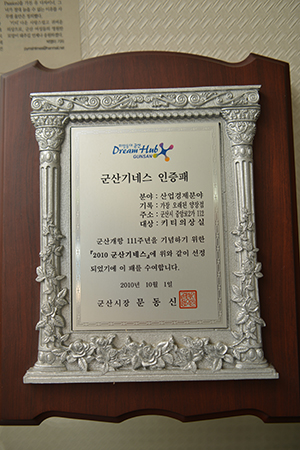 Dream Hub
GUNSAN
군산기네스 인증패
분야 : 산업경제분야
기록 : 가장 오래된 양장점
주소 : 군산시 중앙로2가 112
대상 : 키티의상실
군산개항 111주년을 기념하기 위한
「2010 군산기네스」에 위와 같이 선정
되었기에 이 패를 수여합니다.
2010년 10월 1일
군산시장 문동신